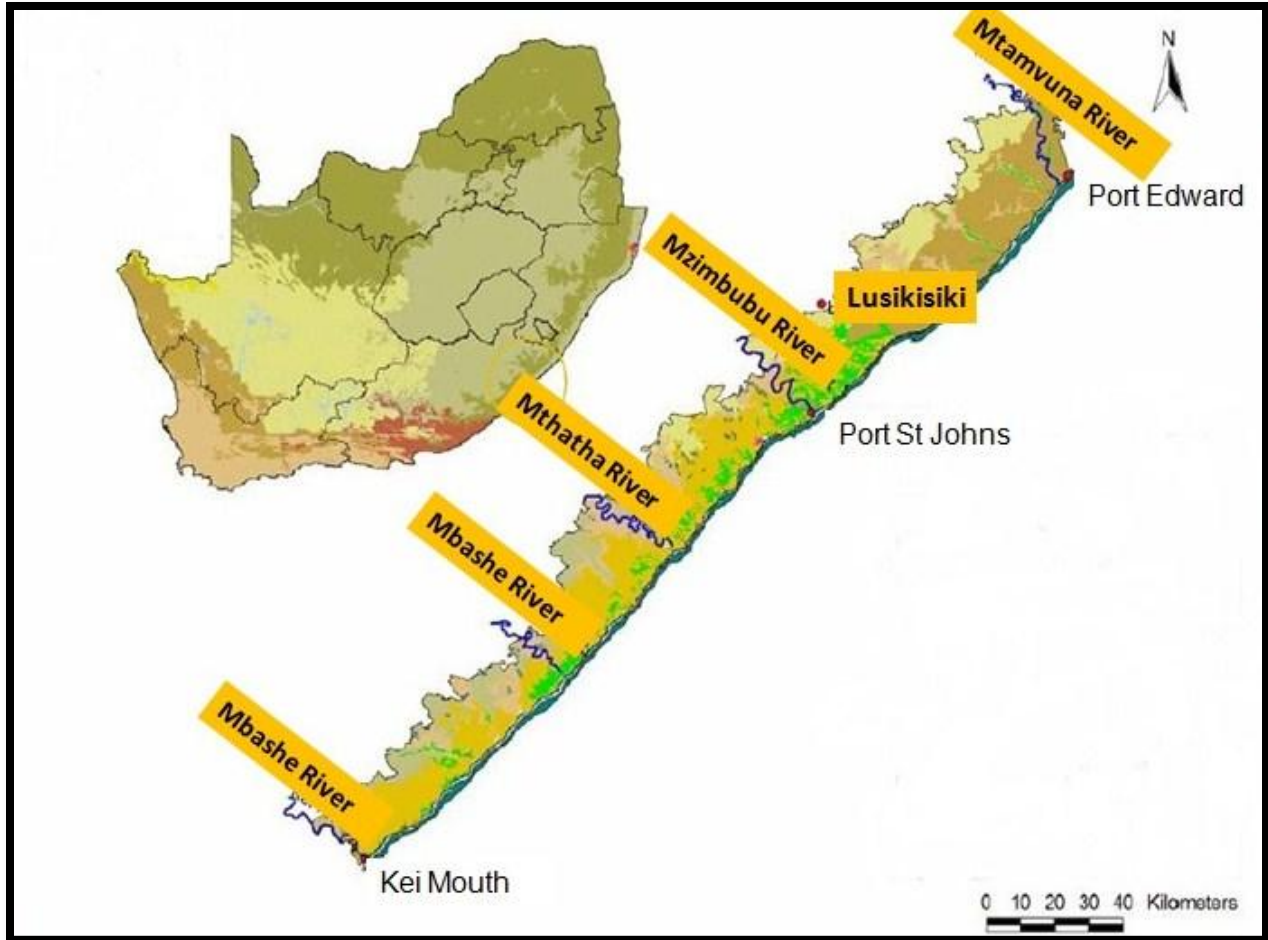 Mtamvuna River
N
Port Edward
Mzimbubu River
Lusikisiki
Port St Johns
Mthatha River
Mbashe River
Mbashe River
Kei Mouth
0 10 20 30 40 Kilometers